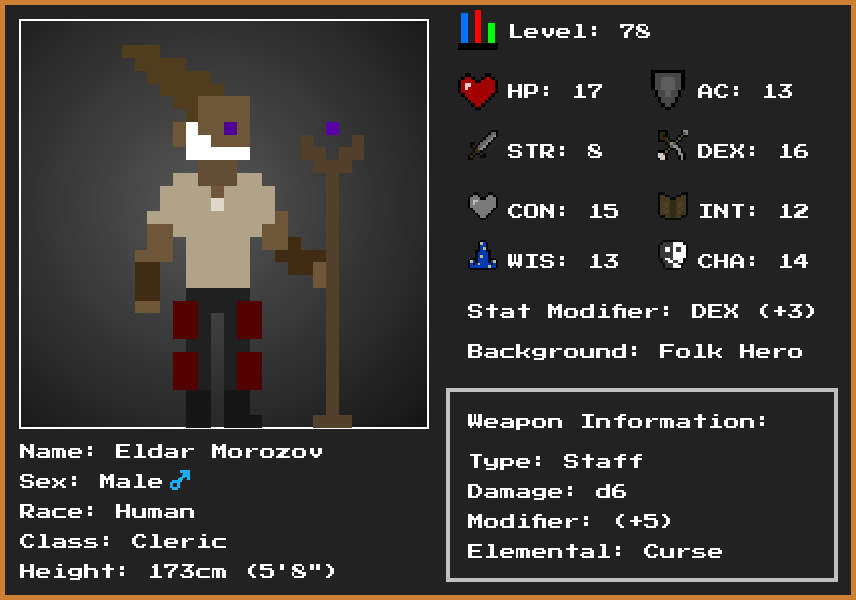 Level: 78
HP: 17
AC: 13
STR: 8
DEX: 16
CON: 15
INT: 12
WIS: 13
CHA: 14
Stat Modifier: DEX (+3)
Background: Folk Hero
Weapon Information:
Type: Staff
Damage: d6
Modifier: (+5)
Elemental: Curse
Name: Eldar Morozov
Sex: Male♂
Race: Human
Class: Cleric
Height: 173cm (5'8")